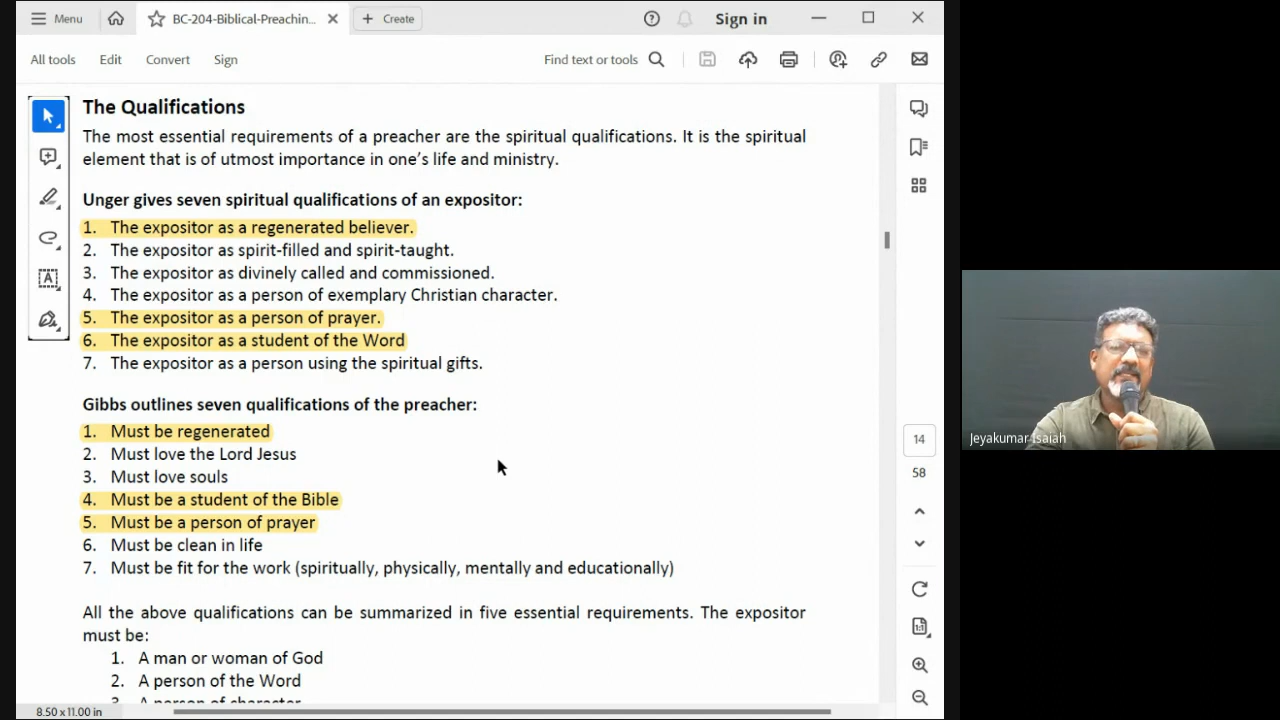 Menu
BC-204-Biblical-Preachin...
Create
Sign in
All tools
Edit
Convert
Sign
Find text or tools
The Qualifications
The most essential requirements of a preacher are the spiritual qualifications. It is the spiritual
element that is of utmost importance in one's life and ministry.
Unger gives seven spiritual qualifications of an expositor:
1. The expositor as a regenerated believer.
2. The expositor as spirit-filled and spirit-taught.
3. The expositor as divinely called and commissioned.
4. The expositor as a person of exemplary Christian character.
5. The expositor as a person of prayer.
6. The expositor as a student of the Word
7. The expositor as a person using the spiritual gifts.
Gibbs outlines seven qualifications of the preacher:
1. Must be regenerated
2. Must love the Lord Jesus
3. Must love souls
4. Must be a student of the Bible
5. Must be a person of prayer
6. Must be clean in life
7. Must be fit for the work (spiritually, physically, mentally and educationally)
All the above qualifications can be summarized in five essential requirements. The expositor
must be:
1. A man or woman of God
2. A person of the Word
3. A person of character
14
58
8.50 x 11.00 in
Jeyakumar Isaiah